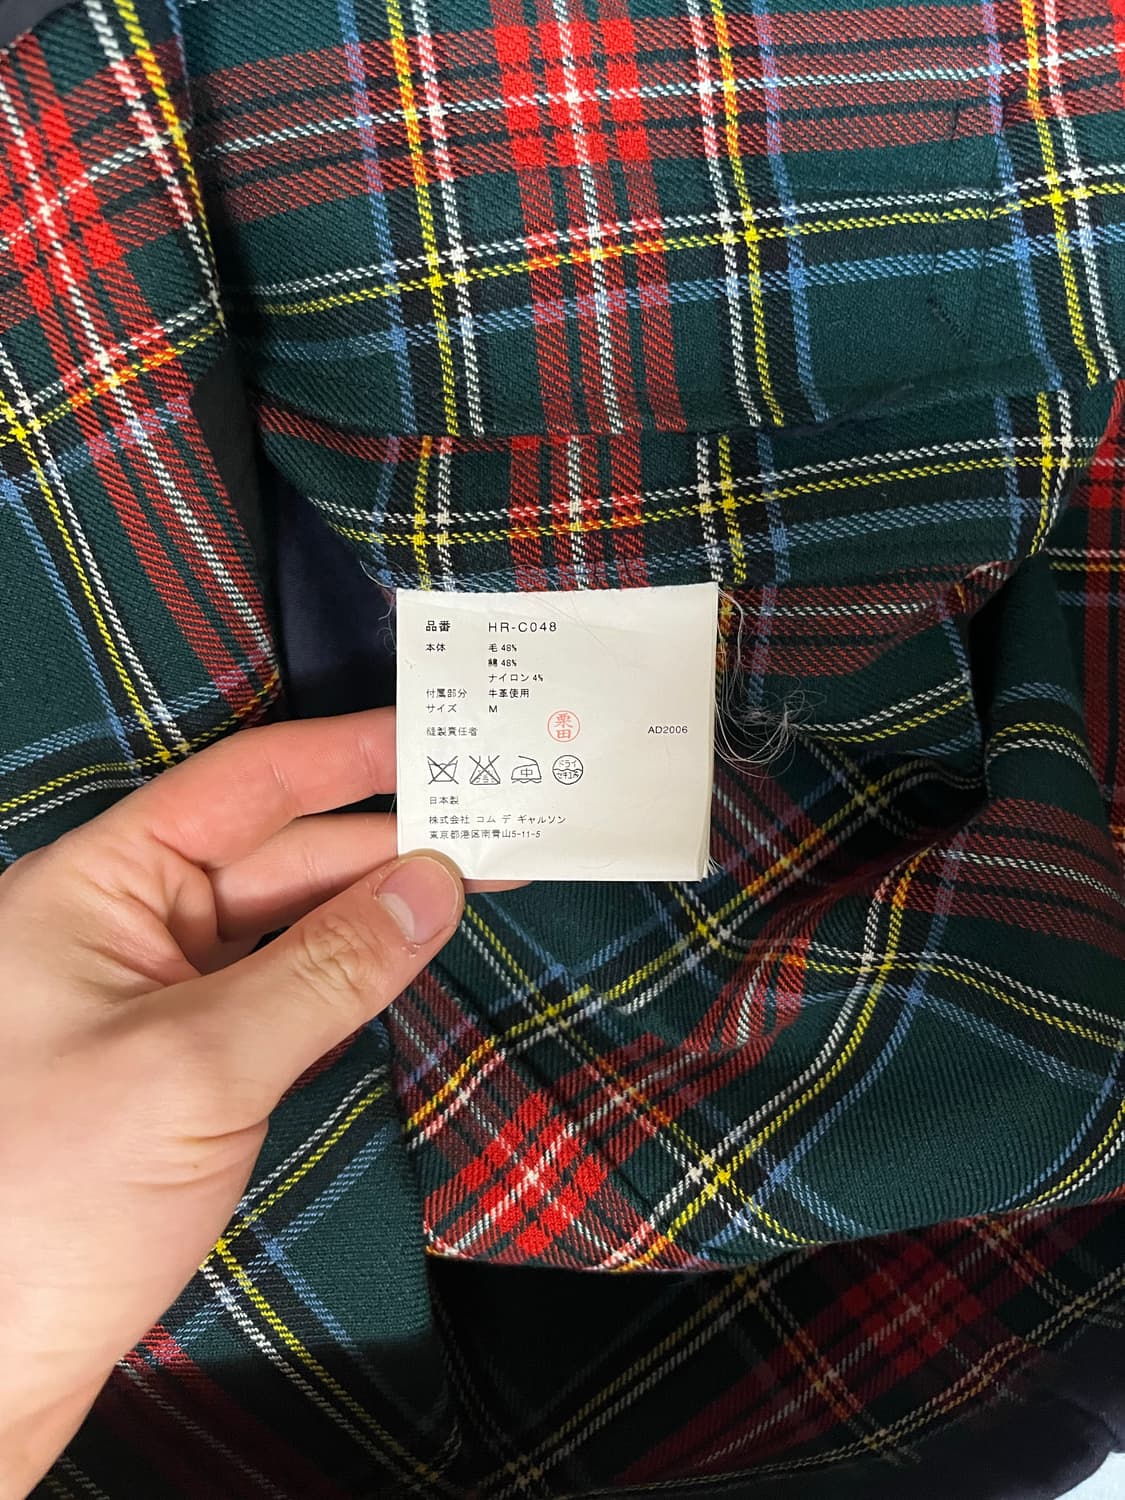 品番 HR-C048
本体 毛 48%
綿 48%
ナイロン 4%
付属部分 牛革使用
サイズ M
縫製責任者 栗田 AD2006
中 ドライ
日本製
株式会社 コム デ ギャルソン
東京都港区南青山5-11-5